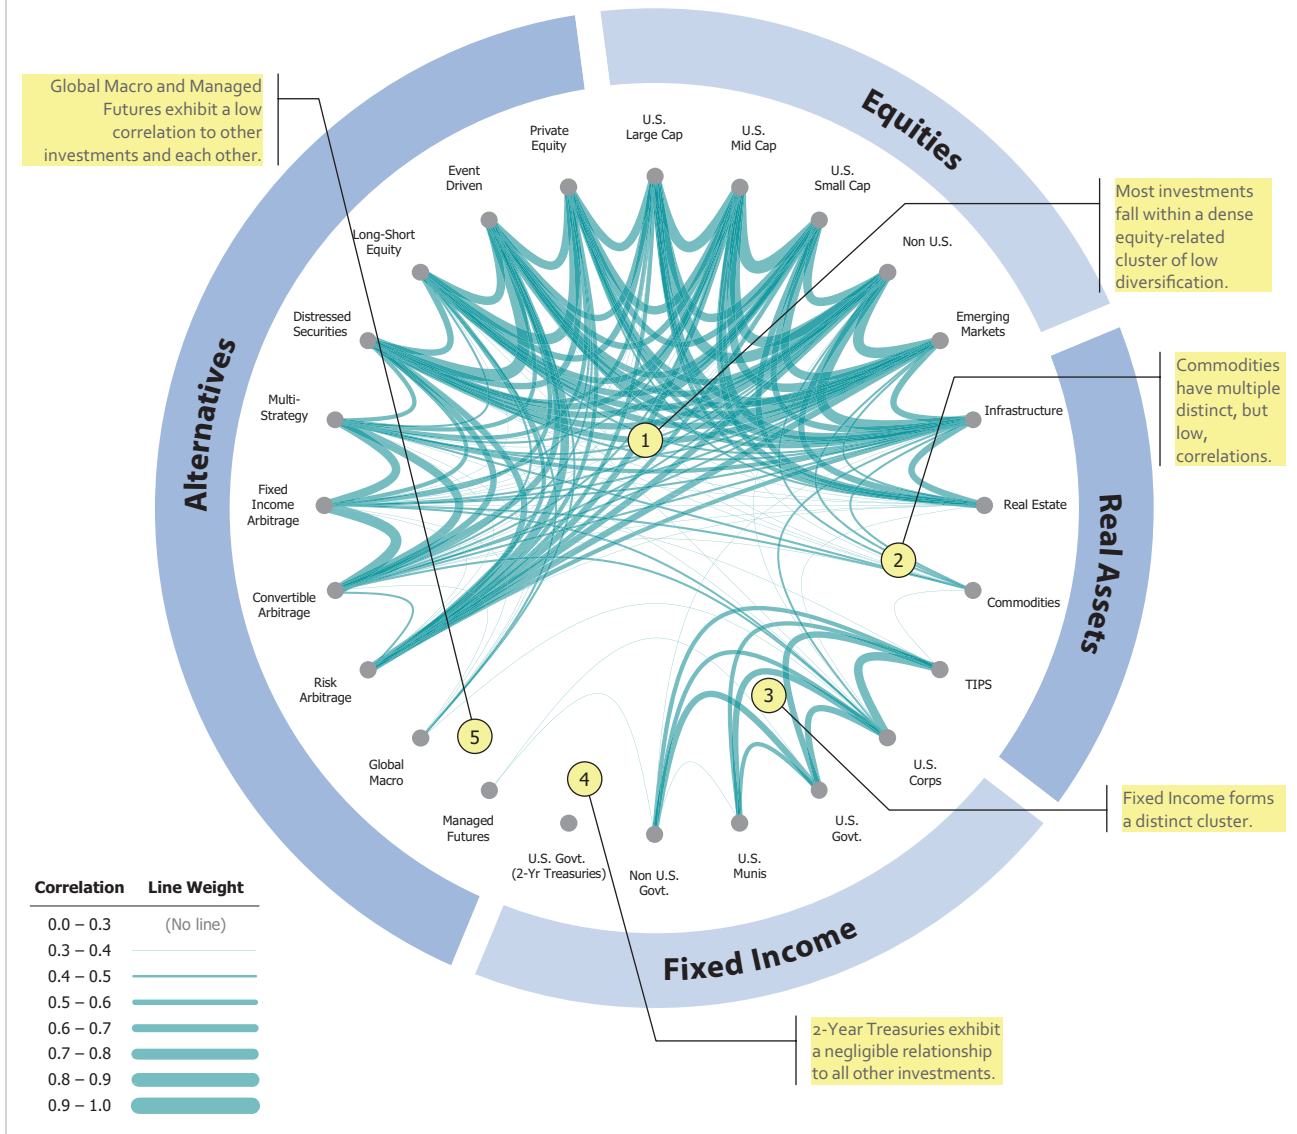 Global Macro and Managed
Futures exhibit a low
correlation to other
investments and each other.
Equities
Most investments
fall within a dense
equity-related
cluster of low
diversification.
Commodities
have multiple
distinct, but
low,
correlations.
Alternatives
Real Assets
Fixed Income
U.S.
Large Cap
U.S.
Mid Cap
U.S.
Small Cap
Non U.S.
Emerging
Markets
Infrastructure
Real Estate
Commodities
TIPS
U.S.
Corps
U.S.
Govt.
U.S.
Munis
Non U.S.
Govt.
U.S. Govt.
(2-Yr Treasuries)
Managed
Futures
Global
Macro
Risk
Arbitrage
Convertible
Arbitrage
Fixed
Income
Arbitrage
Multi-
Strategy
Distressed
Securities
Long-Short
Equity
Event
Driven
Private
Equity
1
2
3
4
5
Fixed Income forms
a distinct cluster.
2-Year Treasuries exhibit
a negligible relationship
to all other investments.
Correlation Line Weight
0.0 – 0.3 (No line)
0.3 – 0.4
0.4 – 0.5
0.5 – 0.6
0.6 – 0.7
0.7 – 0.8
0.8 – 0.9
0.9 – 1.0